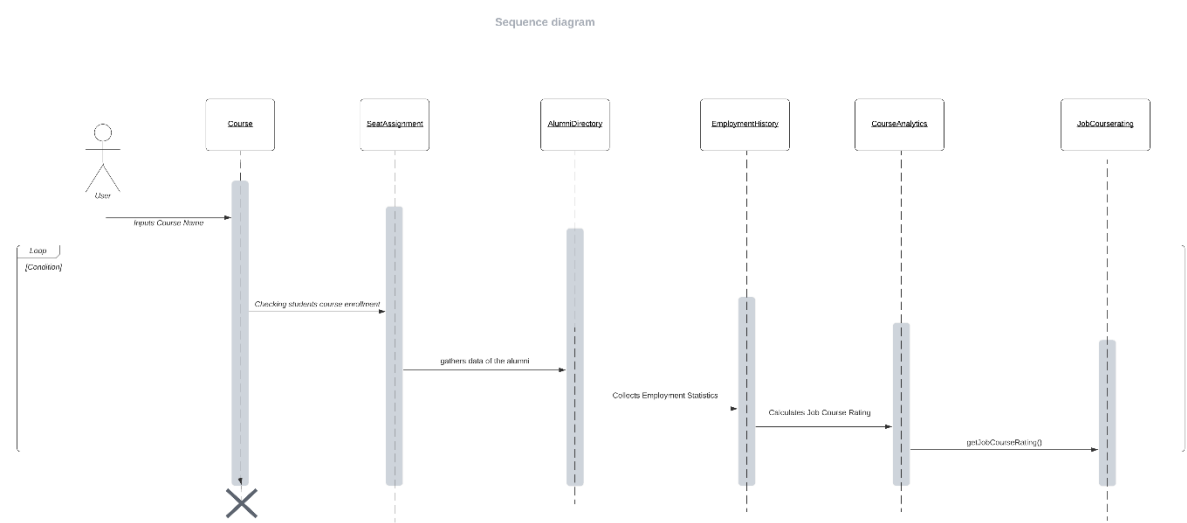 Sequence diagram
Course
SeatAssignment
AlumniDirectory
EmploymentHistory
CourseAnalytics
JobCourserating
User
Inputs Course Name
Loop
[Condition]
Checking students course enrollment
gathers data of the alumni
Collects Employment Statistics
Calculates Job Course Rating
getJobCourseRating()